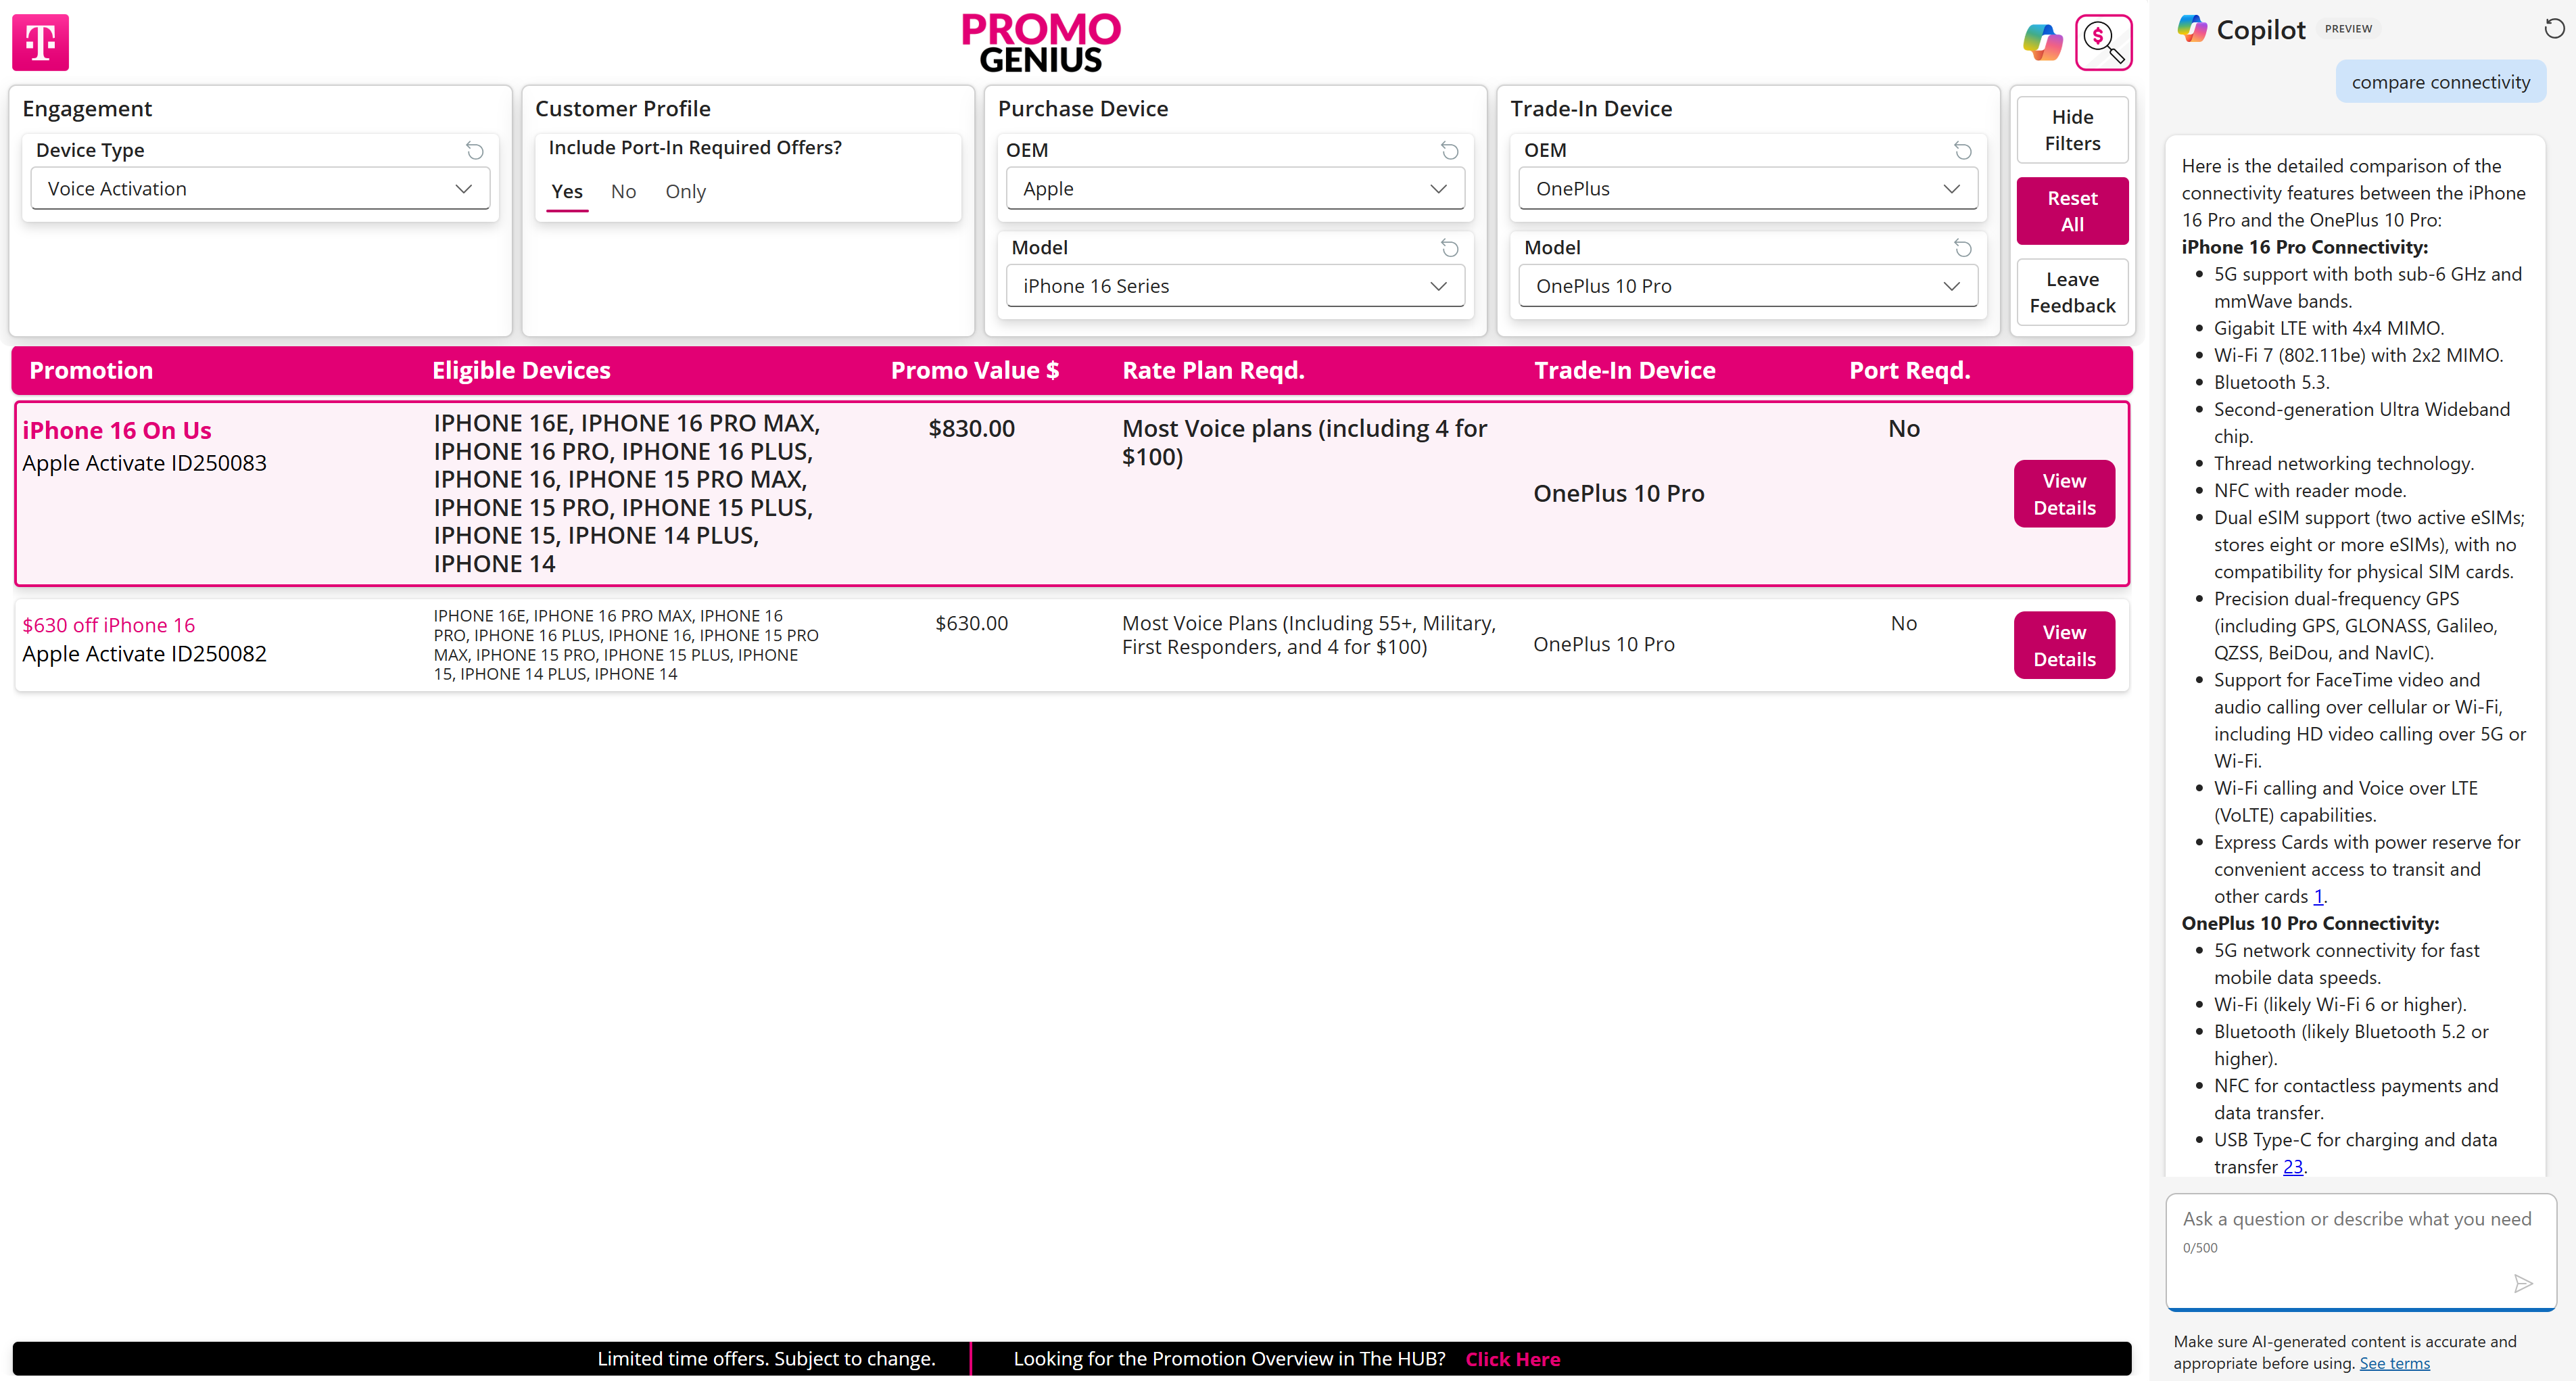 T
PROMO
GENIUS
$
Engagement
Device Type
Voice Activation
Customer Profile
Include Port-In Required Offers?
Yes No Only
Purchase Device
OEM
Apple
Model
iPhone 16 Series
Trade-In Device
OEM
OnePlus
Model
OnePlus 10 Pro
Hide
Filters
Reset
All
Leave
Feedback
Promotion Eligible Devices Promo Value $ Rate Plan Reqd. Trade-In Device Port Reqd.
iPhone 16 On Us
Apple Activate ID250083
IPHONE 16E, IPHONE 16 PRO MAX,
IPHONE 16 PRO, IPHONE 16 PLUS,
IPHONE 16, IPHONE 15 PRO MAX,
IPHONE 15 PRO, IPHONE 15 PLUS,
IPHONE 15, IPHONE 14 PLUS,
IPHONE 14
$830.00
Most Voice plans (including 4 for
$100)
OnePlus 10 Pro
No
View
Details
$630 off iPhone 16
Apple Activate ID250082
IPHONE 16E, IPHONE 16 PRO MAX, IPHONE 16
PRO, IPHONE 16 PLUS, IPHONE 16, IPHONE 15 PRO
MAX, IPHONE 15 PRO, IPHONE 15 PLUS, IPHONE
15, IPHONE 14 PLUS, IPHONE 14
$630.00
Most Voice Plans (Including 55+, Military,
First Responders, and 4 for $100)
OnePlus 10 Pro
No
View
Details
Limited time offers. Subject to change.
Looking for the Promotion Overview in The HUB? Click Here
Copilot PREVIEW
compare connectivity
Here is the detailed comparison of the
connectivity features between the iPhone
16 Pro and the OnePlus 10 Pro:
iPhone 16 Pro Connectivity:
• 5G support with both sub-6 GHz and
mmWave bands.
• Gigabit LTE with 4x4 MIMO.
• Wi-Fi 7 (802.11be) with 2x2 MIMO.
• Bluetooth 5.3.
• Second-generation Ultra Wideband
chip.
• Thread networking technology.
• NFC with reader mode.
• Dual eSIM support (two active eSIMs;
stores eight or more eSIMs), with no
compatibility for physical SIM cards.
• Precision dual-frequency GPS
(including GPS, GLONASS, Galileo,
QZSS, BeiDou, and NavIC).
• Support for FaceTime video and
audio calling over cellular or Wi-Fi,
including HD video calling over 5G or
Wi-Fi.
• Wi-Fi calling and Voice over LTE
(VoLTE) capabilities.
• Express Cards with power reserve for
convenient access to transit and
other cards 1.
OnePlus 10 Pro Connectivity:
• 5G network connectivity for fast
mobile data speeds.
• Wi-Fi (likely Wi-Fi 6 or higher).
• Bluetooth (likely Bluetooth 5.2 or
higher).
• NFC for contactless payments and
data transfer.
• USB Type-C for charging and data
transfer 23.
Ask a question or describe what you need
0/500
Make sure AI-generated content is accurate and
appropriate before using. See terms